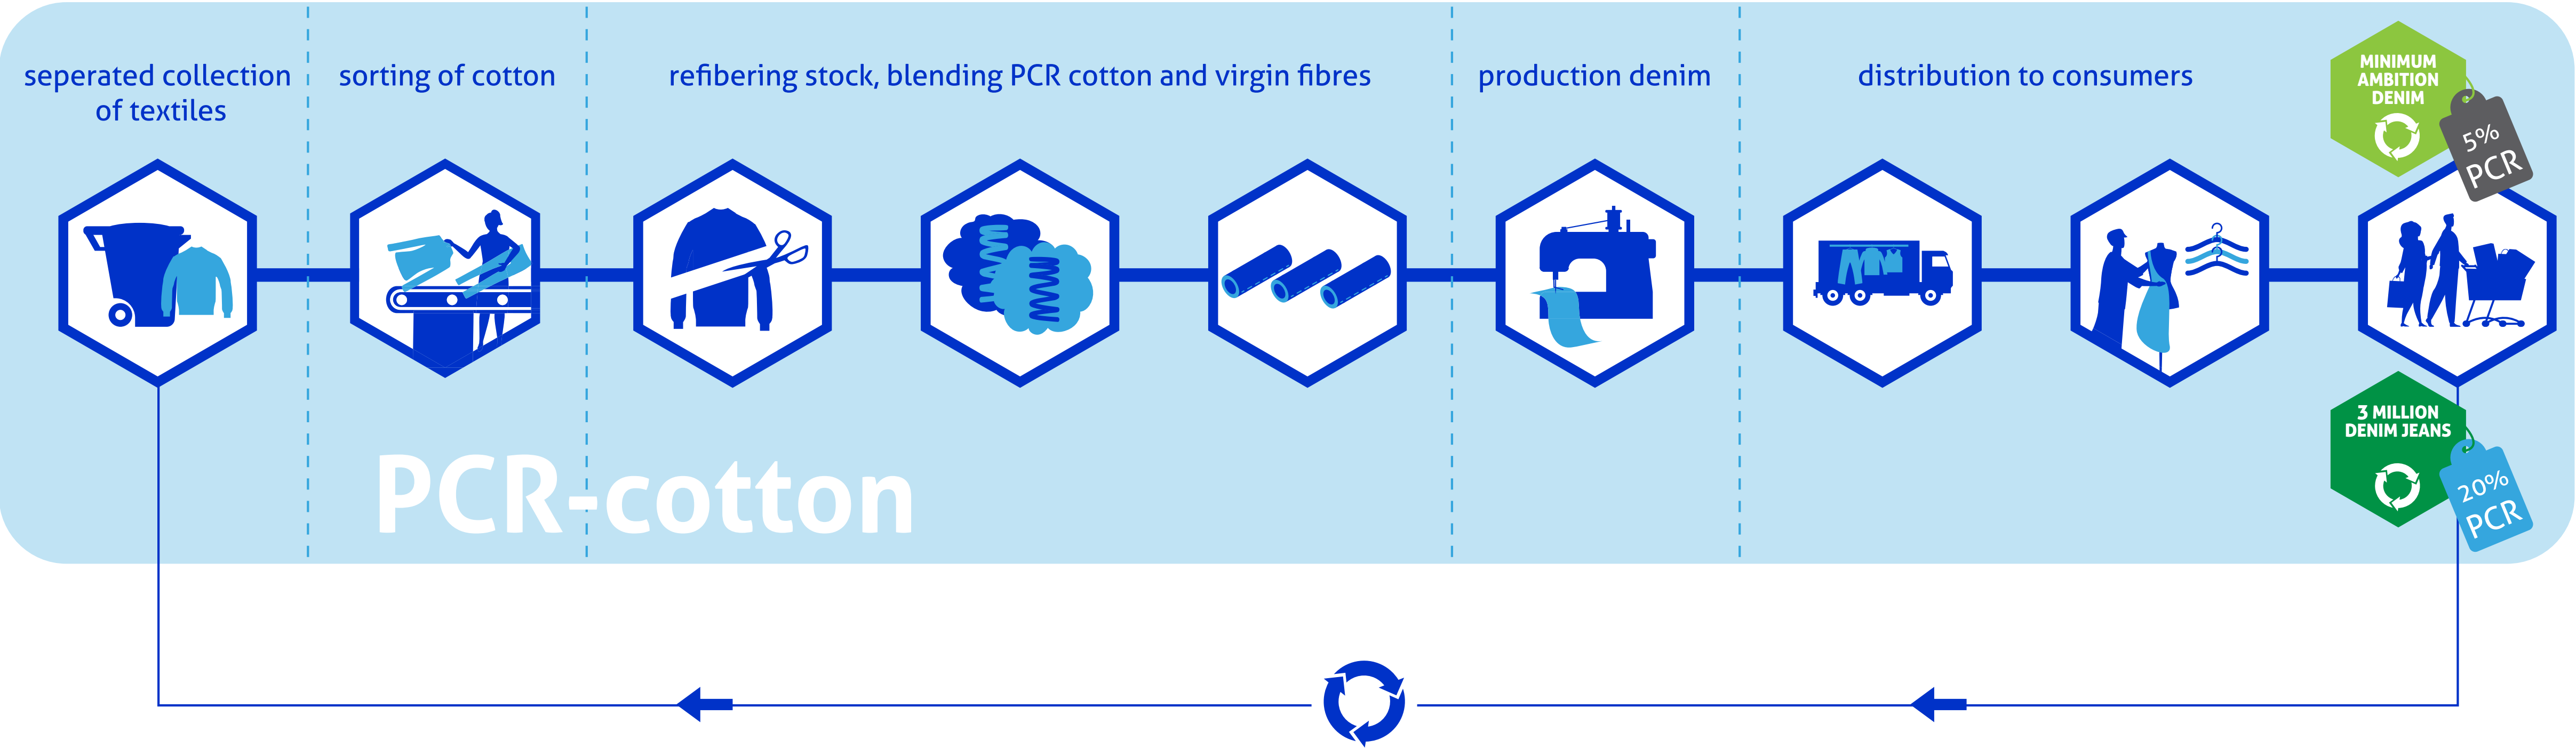 seperated collection
of textiles
sorting of cotton
refibering stock, blending PCR cotton and virgin fibres
production denim
distribution to consumers
MINIMUM
AMBITION
DENIM
5%
PCR
3 MILLION
DENIM JEANS
20%
PCR
PCR-cotton